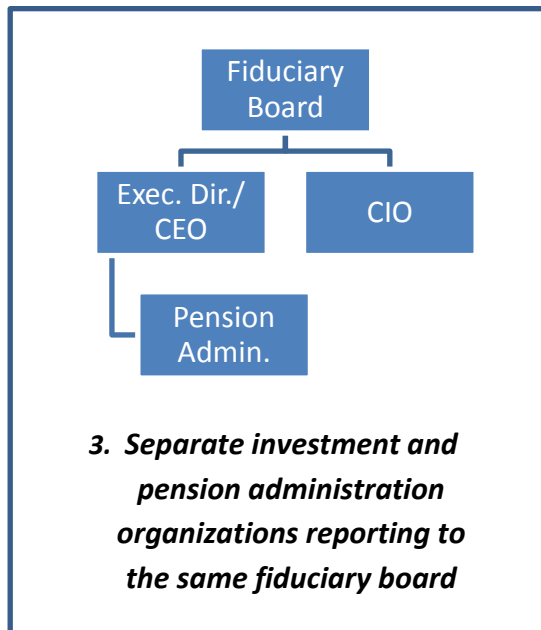 Fiduciary
Board
Exec. Dir./
CEO
CIO
Pension
Admin.
3. Separate investment and
pension administration
organizations reporting to
the same fiduciary board